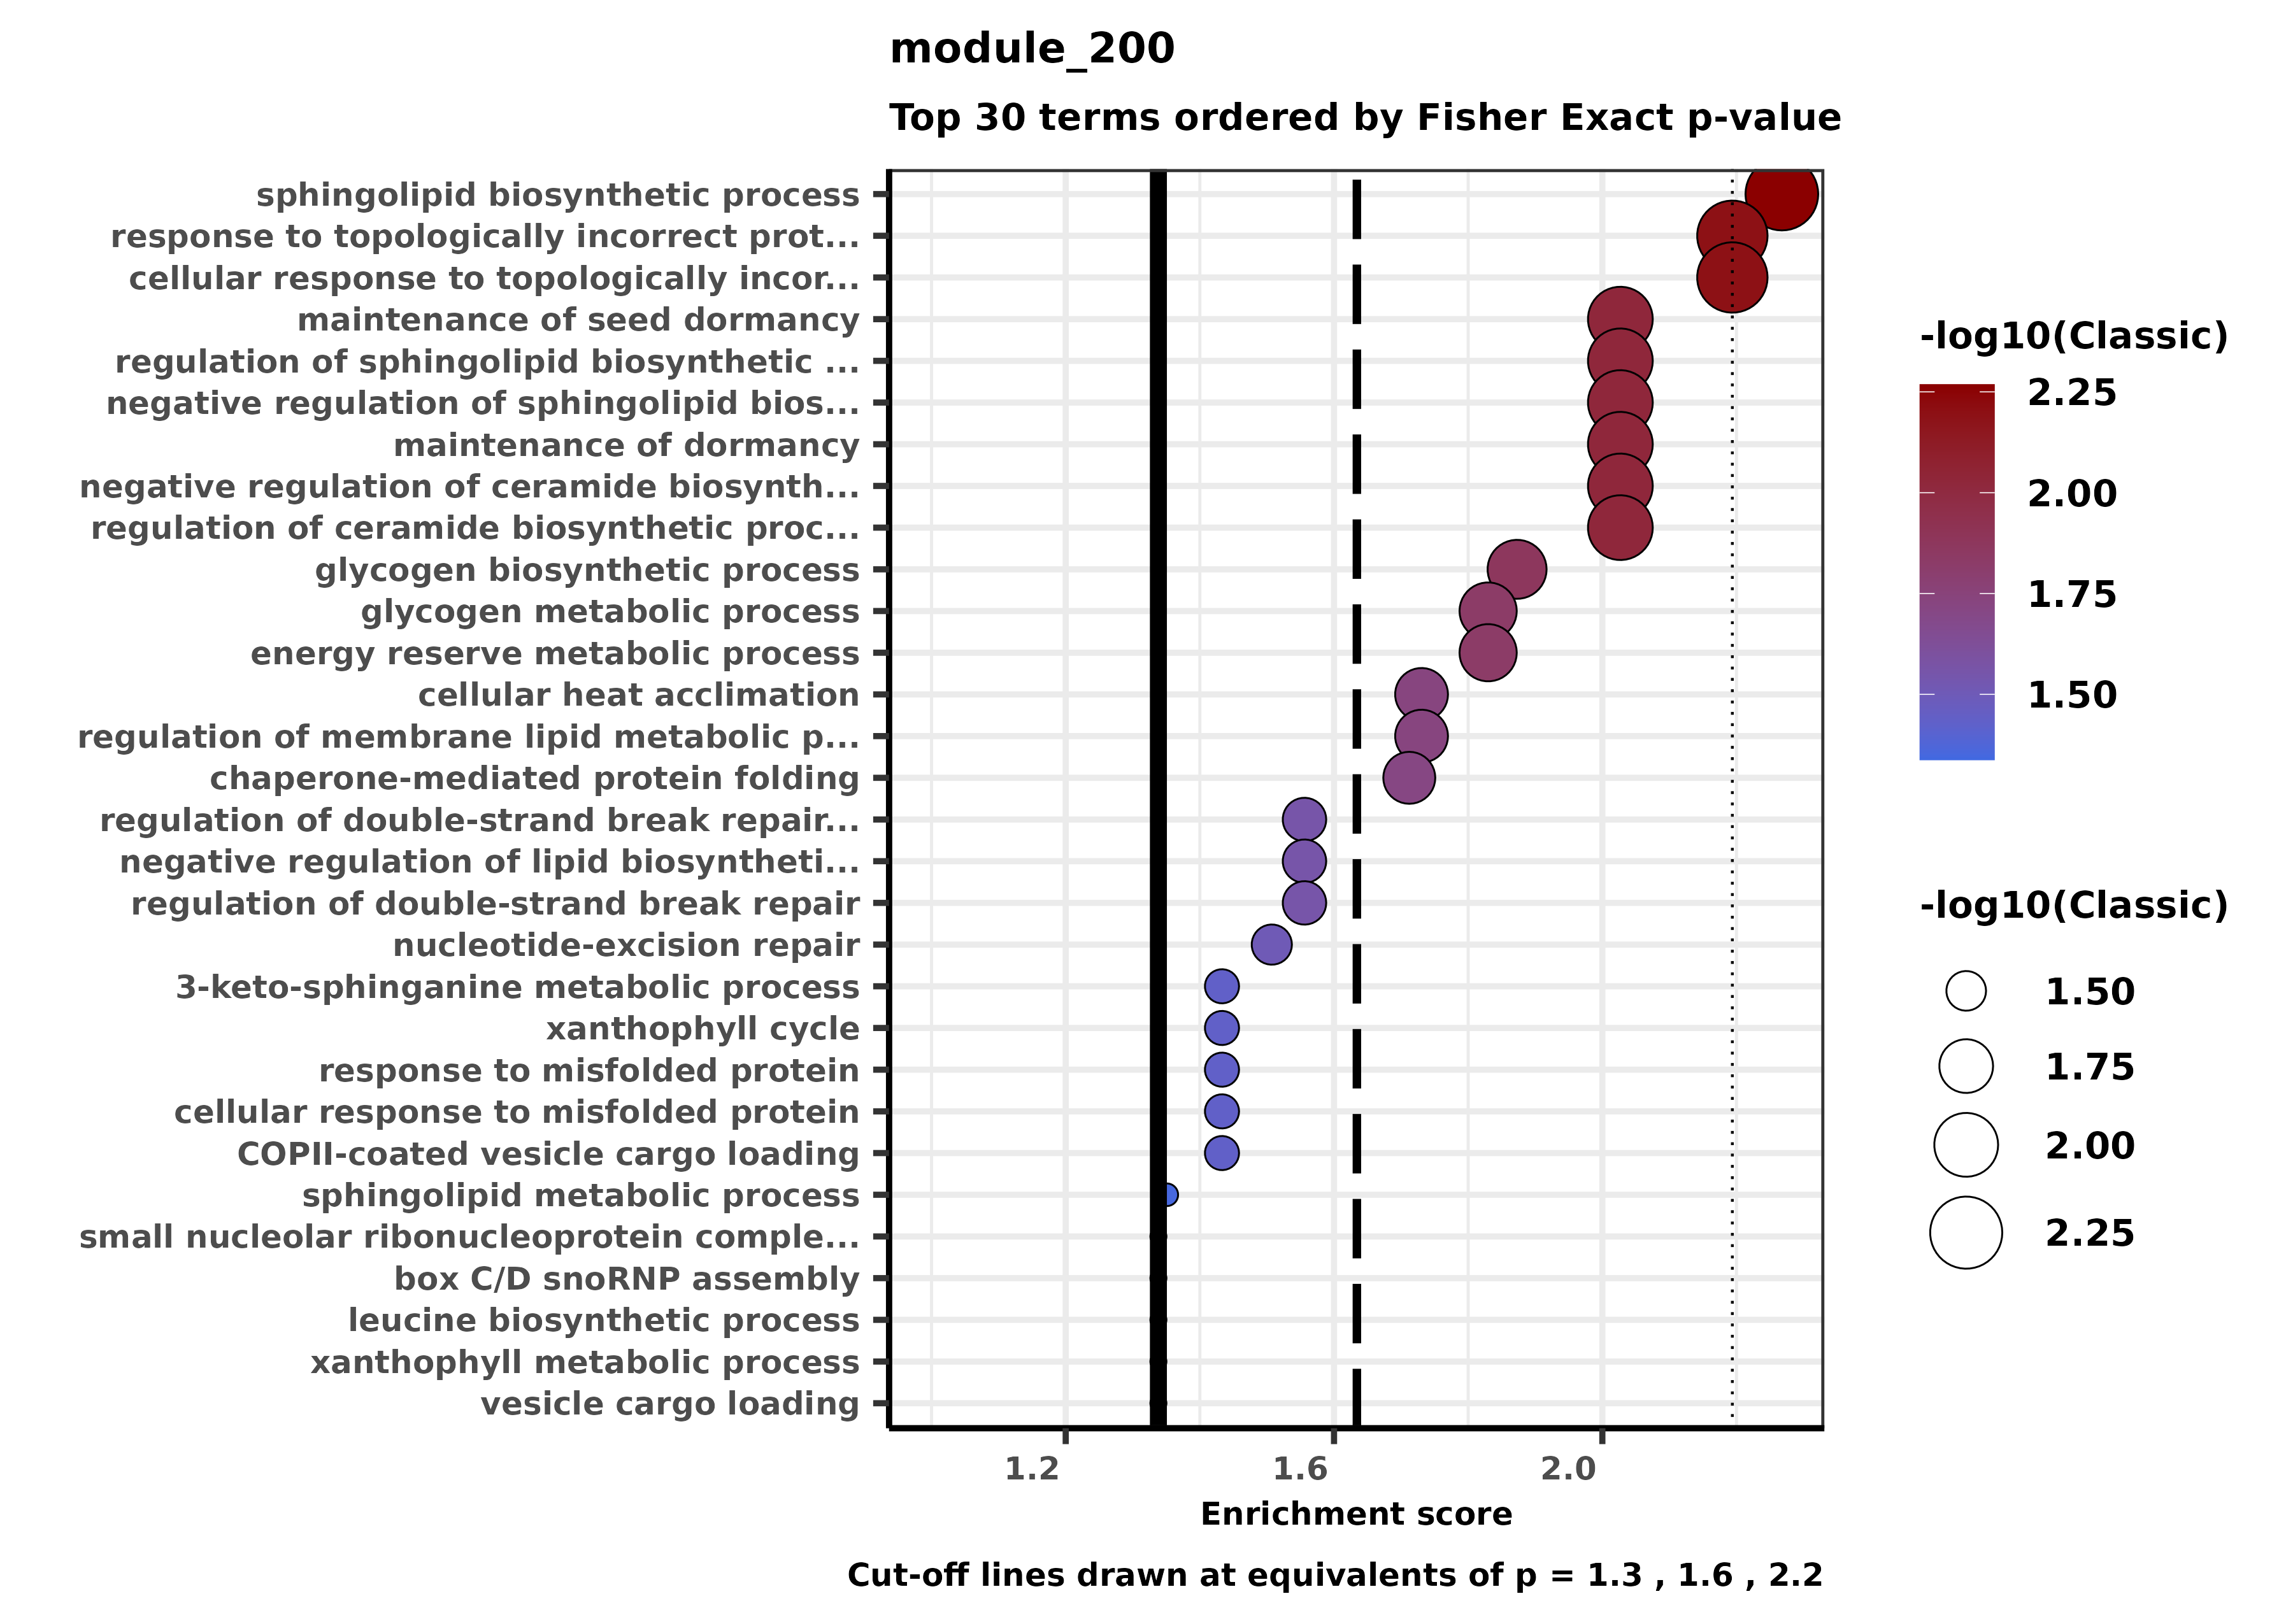 module_200
Top 30 terms ordered by Fisher Exact p-value
sphingolipid biosynthetic process
response to topologically incorrect prot...
cellular response to topologically incor...
maintenance of seed dormancy
regulation of sphingolipid biosynthetic ...
negative regulation of sphingolipid bios...
maintenance of dormancy
negative regulation of ceramide biosynth...
regulation of ceramide biosynthetic proc...
glycogen biosynthetic process
glycogen metabolic process
energy reserve metabolic process
cellular heat acclimation
regulation of membrane lipid metabolic p...
chaperone-mediated protein folding
regulation of double-strand break repair...
negative regulation of lipid biosyntheti...
regulation of double-strand break repair
nucleotide-excision repair
3-keto-sphinganine metabolic process
xanthophyll cycle
response to misfolded protein
cellular response to misfolded protein
COPII-coated vesicle cargo loading
sphingolipid metabolic process
small nucleolar ribonucleoprotein comple...
box C/D snoRNP assembly
leucine biosynthetic process
xanthophyll metabolic process
vesicle cargo loading
1.2 1.6 2.0
Enrichment score
Cut-off lines drawn at equivalents of p = 1.3 , 1.6 , 2.2
-log10(Classic)
2.25
2.00
1.75
1.50
-log10(Classic)
1.50
1.75
2.00
2.25